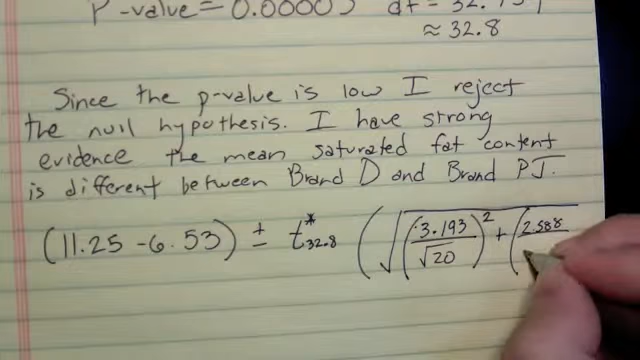 P-value = 0.00005 df = 32.
≈ 32.8
Since the p-value is low I reject
the null hypothesis. I have strong
evidence the mean saturated fat content
is different between Brand D and Brand PJ.
(11.25 - 6.53) ± t*32.8 (√(3.193/√20)² + (2.588